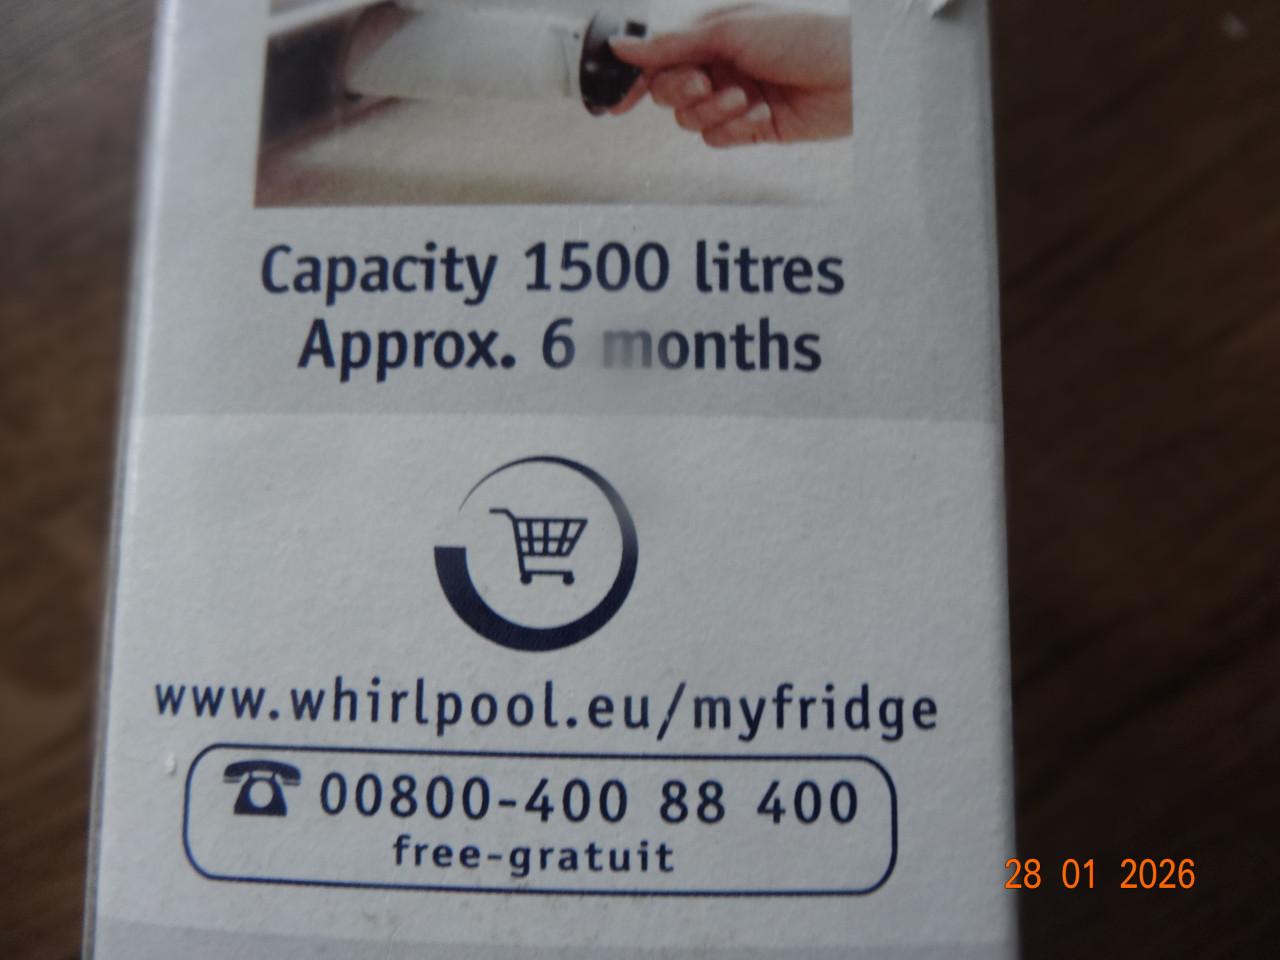 Capacity 1500 litres
Approx. 6 months
www.whirlpool.eu/myfridge
00800-400 88 400
free-gratuit
28 01 2026